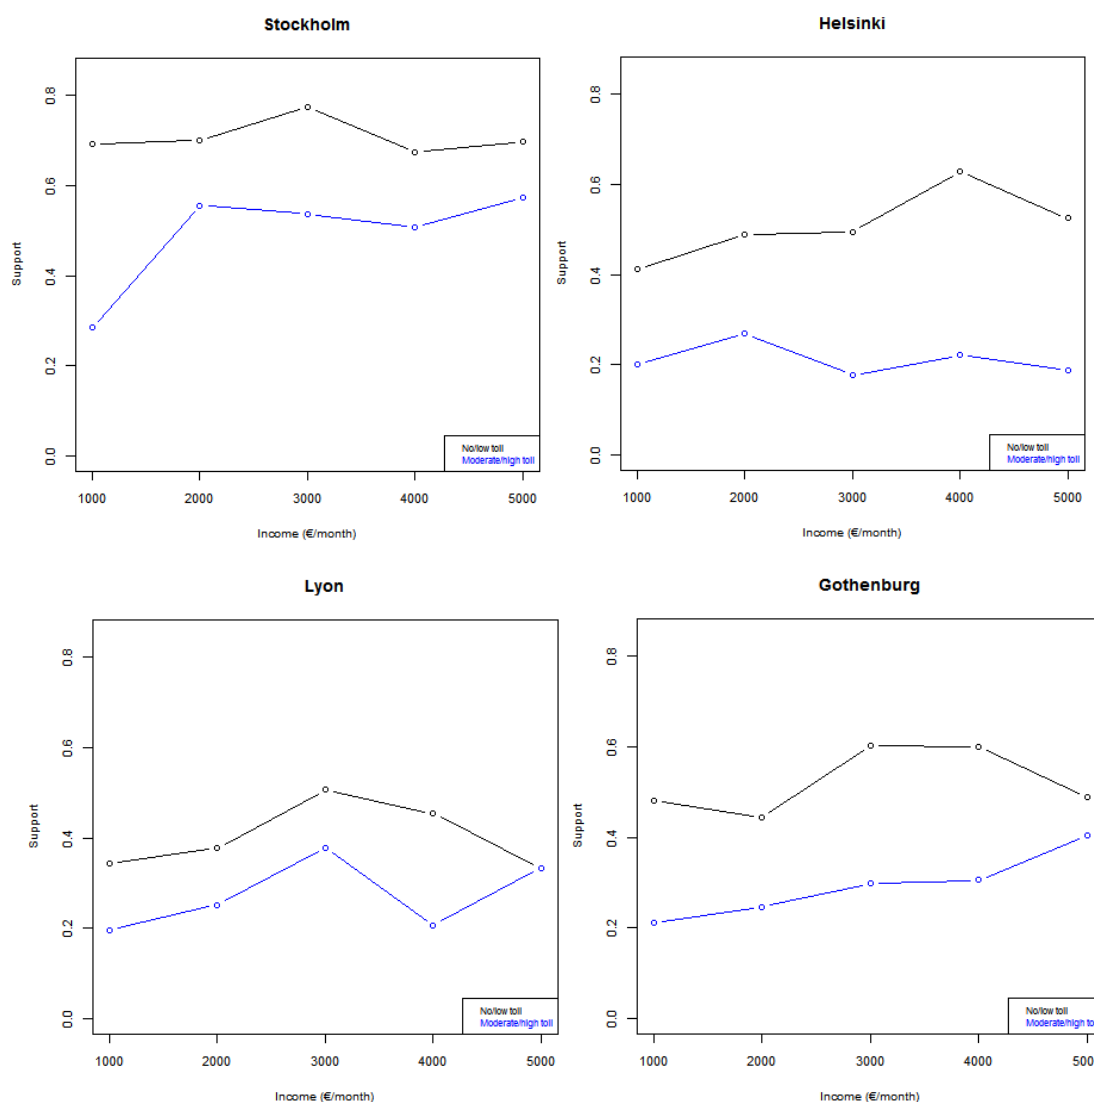 Stockholm
Support
0.8
0.6
0.4
0.2
0.0
No/low toll
Moderate/high toll
1000 2000 3000 4000 5000
Income (€/month)
Helsinki
Support
0.8
0.6
0.4
0.2
0.0
No/low toll
Moderate/high toll
1000 2000 3000 4000 5000
Income (€/month)
Lyon
Support
0.8
0.6
0.4
0.2
0.0
No/low toll
Moderate/high toll
1000 2000 3000 4000 5000
Income (€/month)
Gothenburg
Support
0.8
0.6
0.4
0.2
0.0
No/low toll
Moderate/high to
1000 2000 3000 4000 500
Income (€/month)